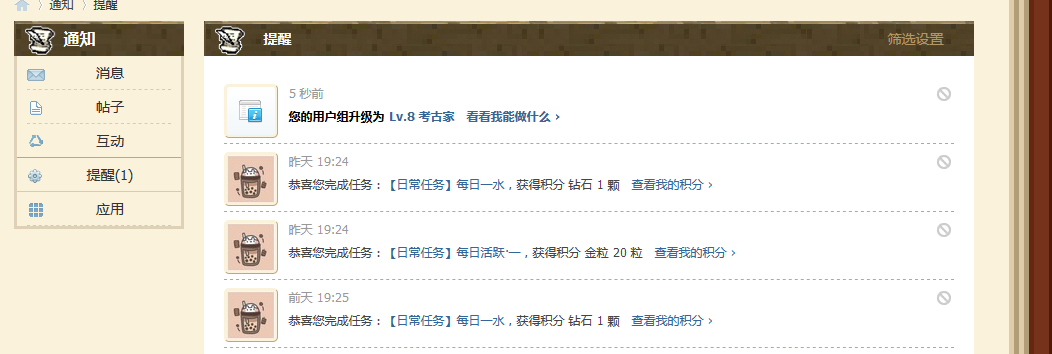 通知 〉 提醒
通知
消息
帖子
互动
提醒(1)
应用
提醒
筛选设置
5 秒前
您的用户组升级为 Lv.8 考古家 看看我能做什么 ›
昨天 19:24
恭喜您完成任务：【日常任务】每日一水，获得积分 钻石 1 颗 查看我的积分 ›
昨天 19:24
恭喜您完成任务：【日常任务】每日活跃·一，获得积分 金粒 20 粒 查看我的积分 ›
前天 19:25
恭喜您完成任务：【日常任务】每日一水，获得积分 钻石 1 颗 查看我的积分 ›